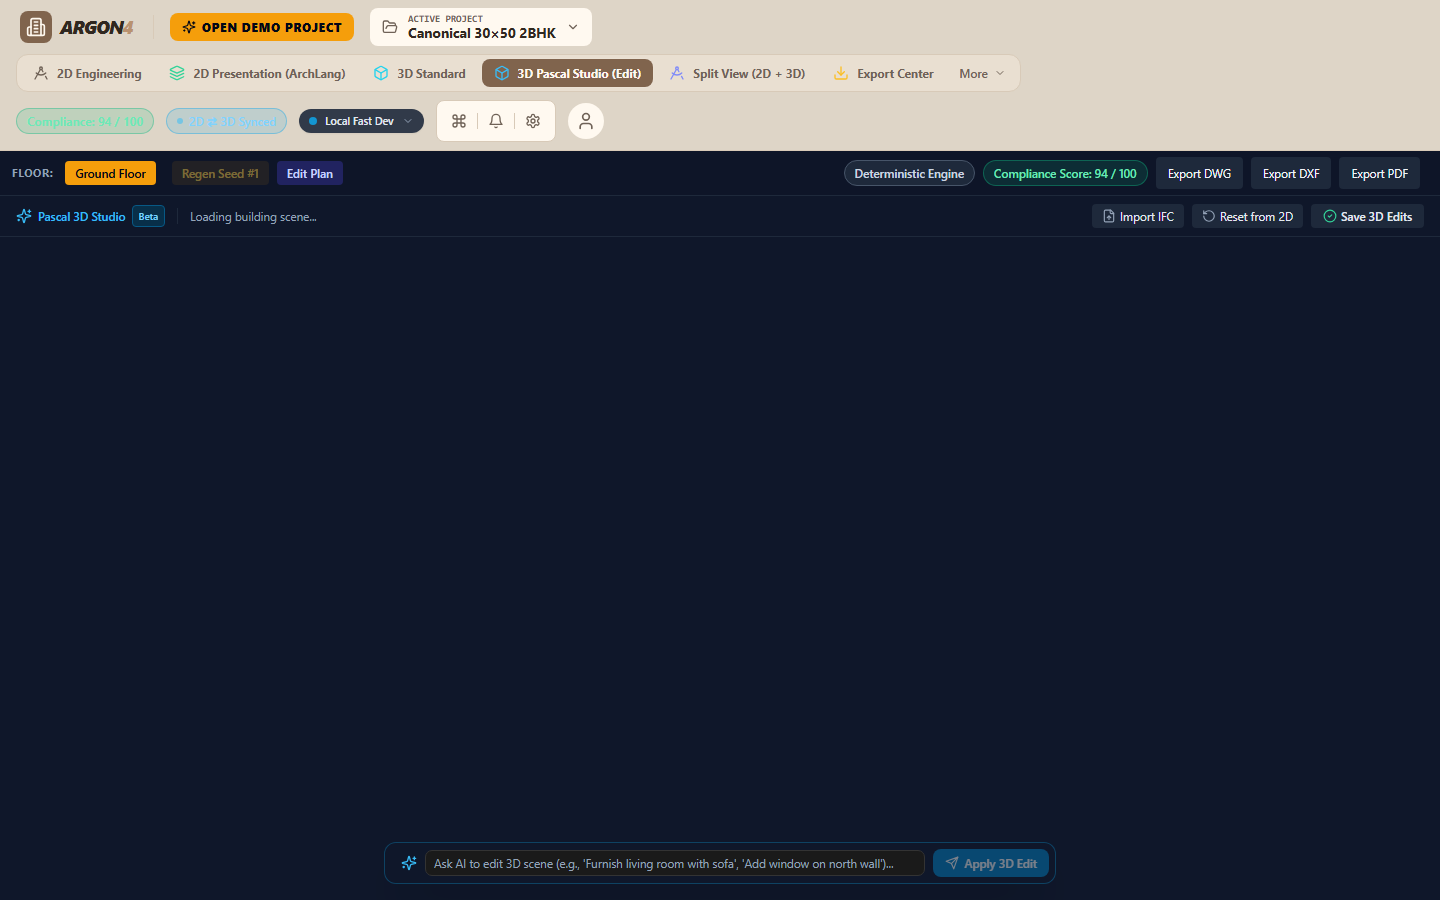 ARGON4
OPEN DEMO PROJECT
ACTIVE PROJECT
Canonical 30×50 2BHK
2D Engineering
2D Presentation (ArchLang)
3D Standard
3D Pascal Studio (Edit)
Split View (2D + 3D)
Export Center
More
Compliance: 94 / 100
2D ⇄ 3D Synced
Local Fast Dev
FLOOR:
Ground Floor
Regen Seed #1
Edit Plan
Deterministic Engine
Compliance Score: 94 / 100
Export DWG
Export DXF
Export PDF
Pascal 3D Studio
Beta
Loading building scene...
Import IFC
Reset from 2D
Save 3D Edits
Ask AI to edit 3D scene (e.g., 'Furnish living room with sofa', 'Add window on north wall')...
Apply 3D Edit